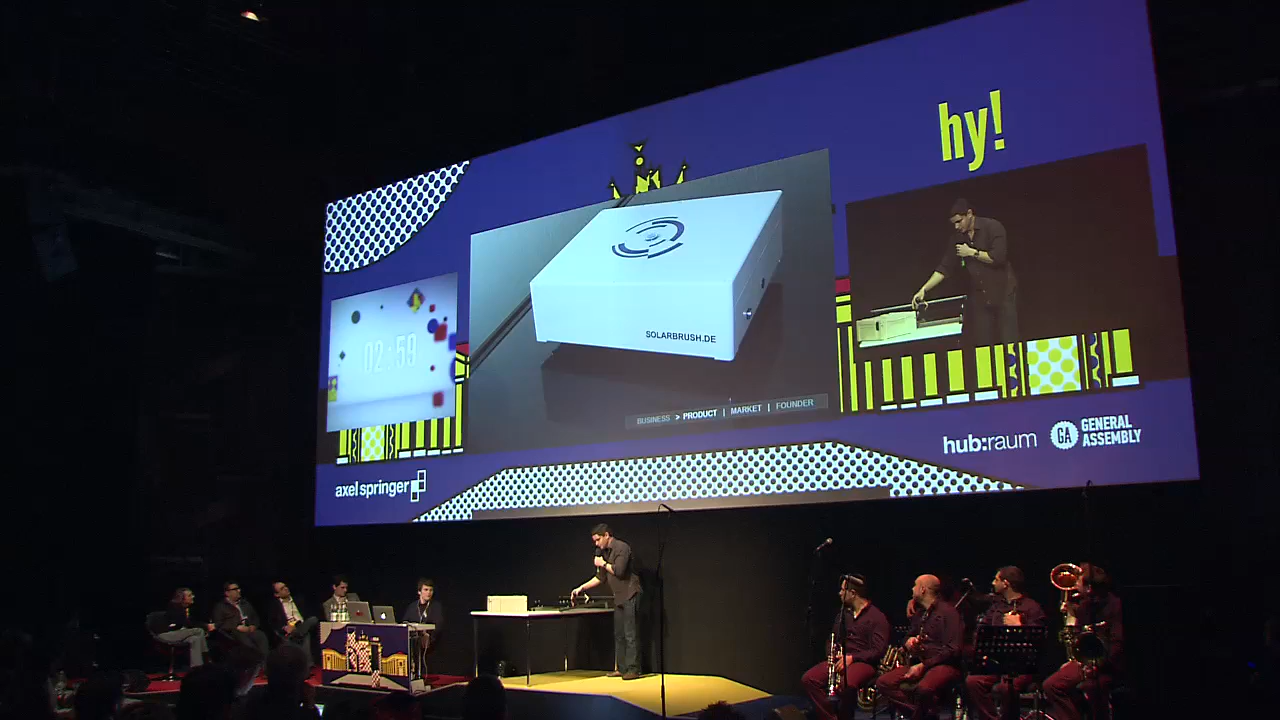 hy!
02:59
SOLARBRUSH.DE
BUSINESS > PRODUCT | MARKET | FOUNDER
hub:raum
GA GENERAL
ASSEMBLY
axel springer